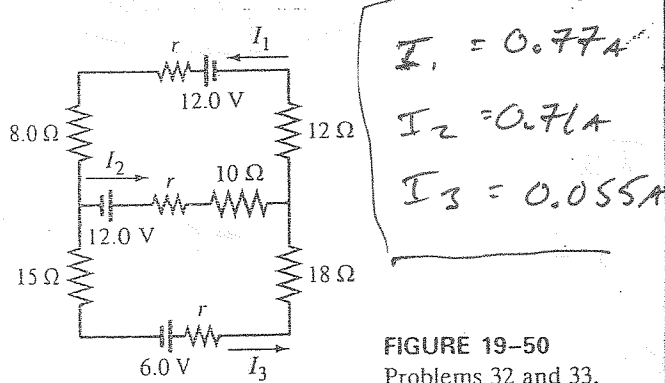 r
I₁
12.0 V
8.0 Ω
12 Ω
I₂
r
10 Ω
12.0 V
15 Ω
18 Ω
r
6.0 V
I₃
I₁ = 0.77A
I₂ = 0.71A
I₃ = 0.055A
FIGURE 19–50
Problems 32 and 33.